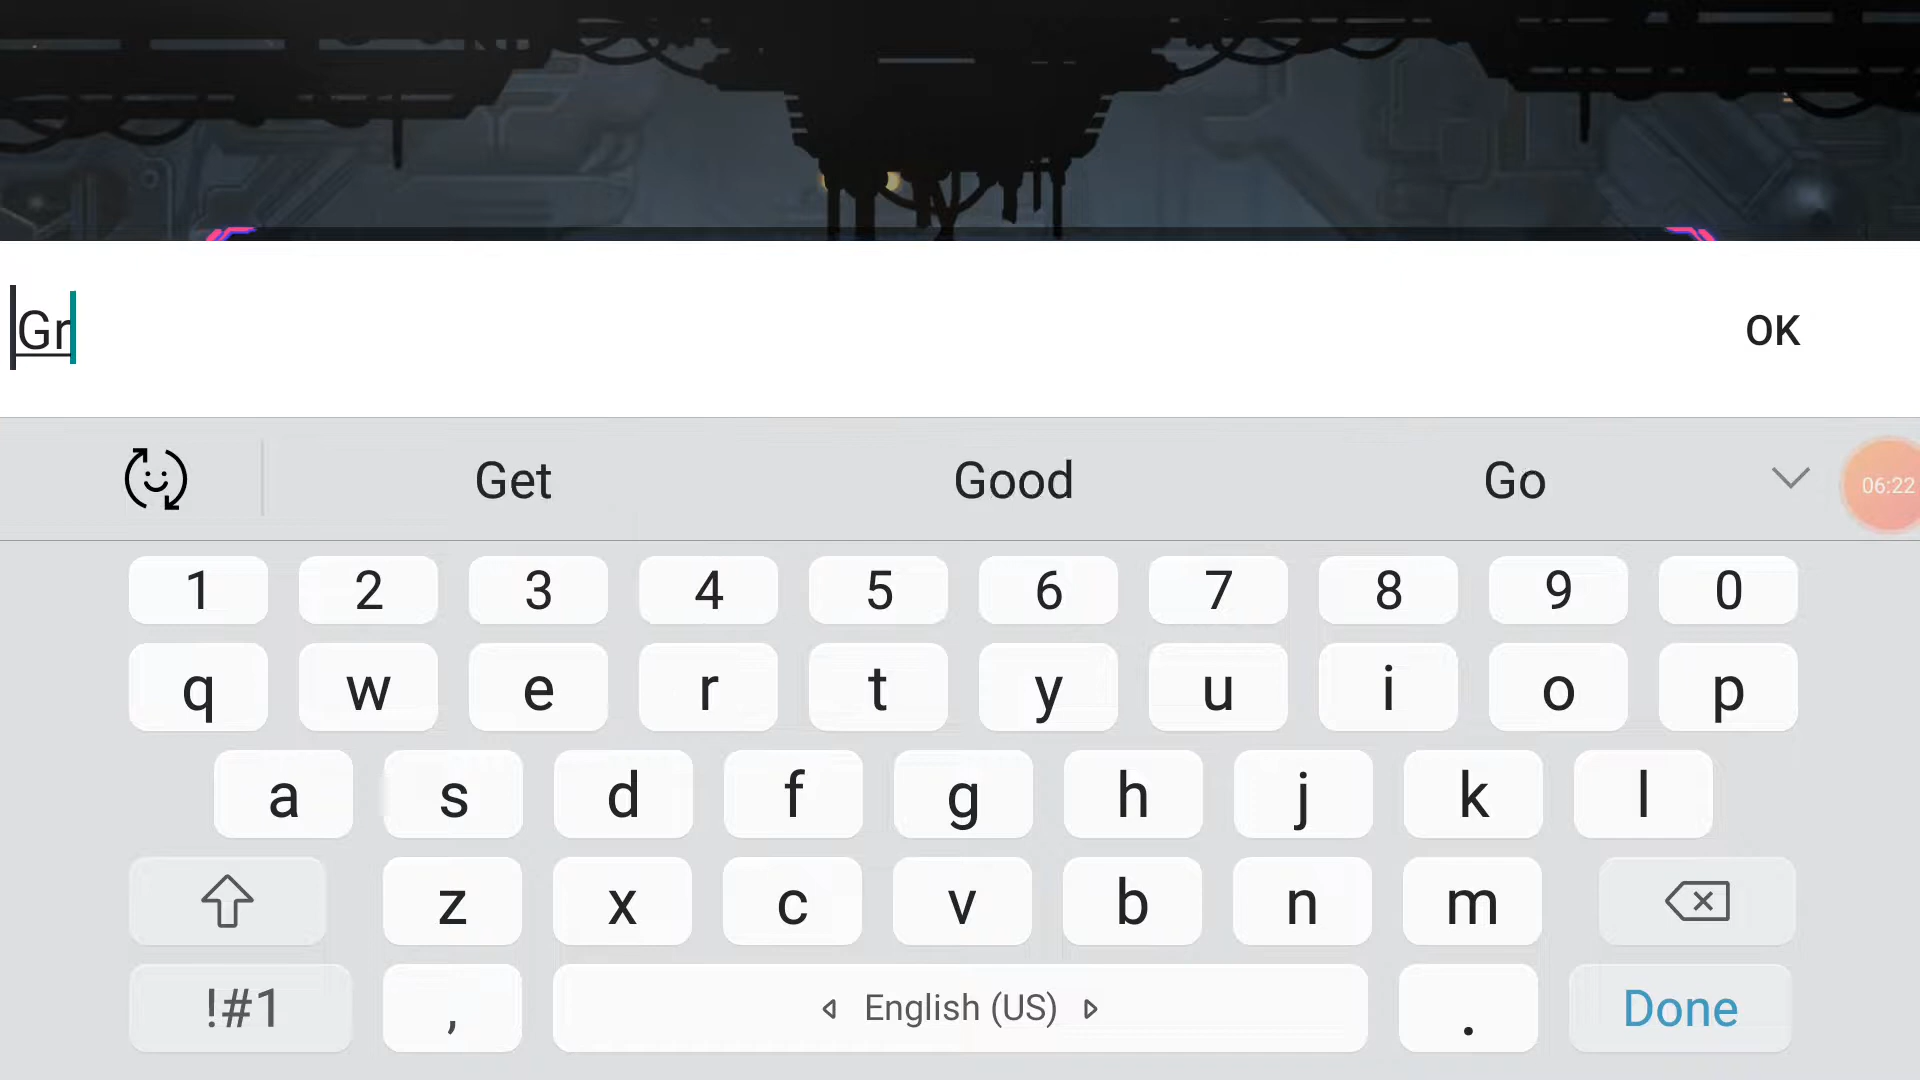 Gr
OK
Get Good Go
06:22
1 2 3 4 5 6 7 8 9 0
q w e r t y u i o p
a s d f g h j k l
z x c v b n m
!#1 , English (US) . Done